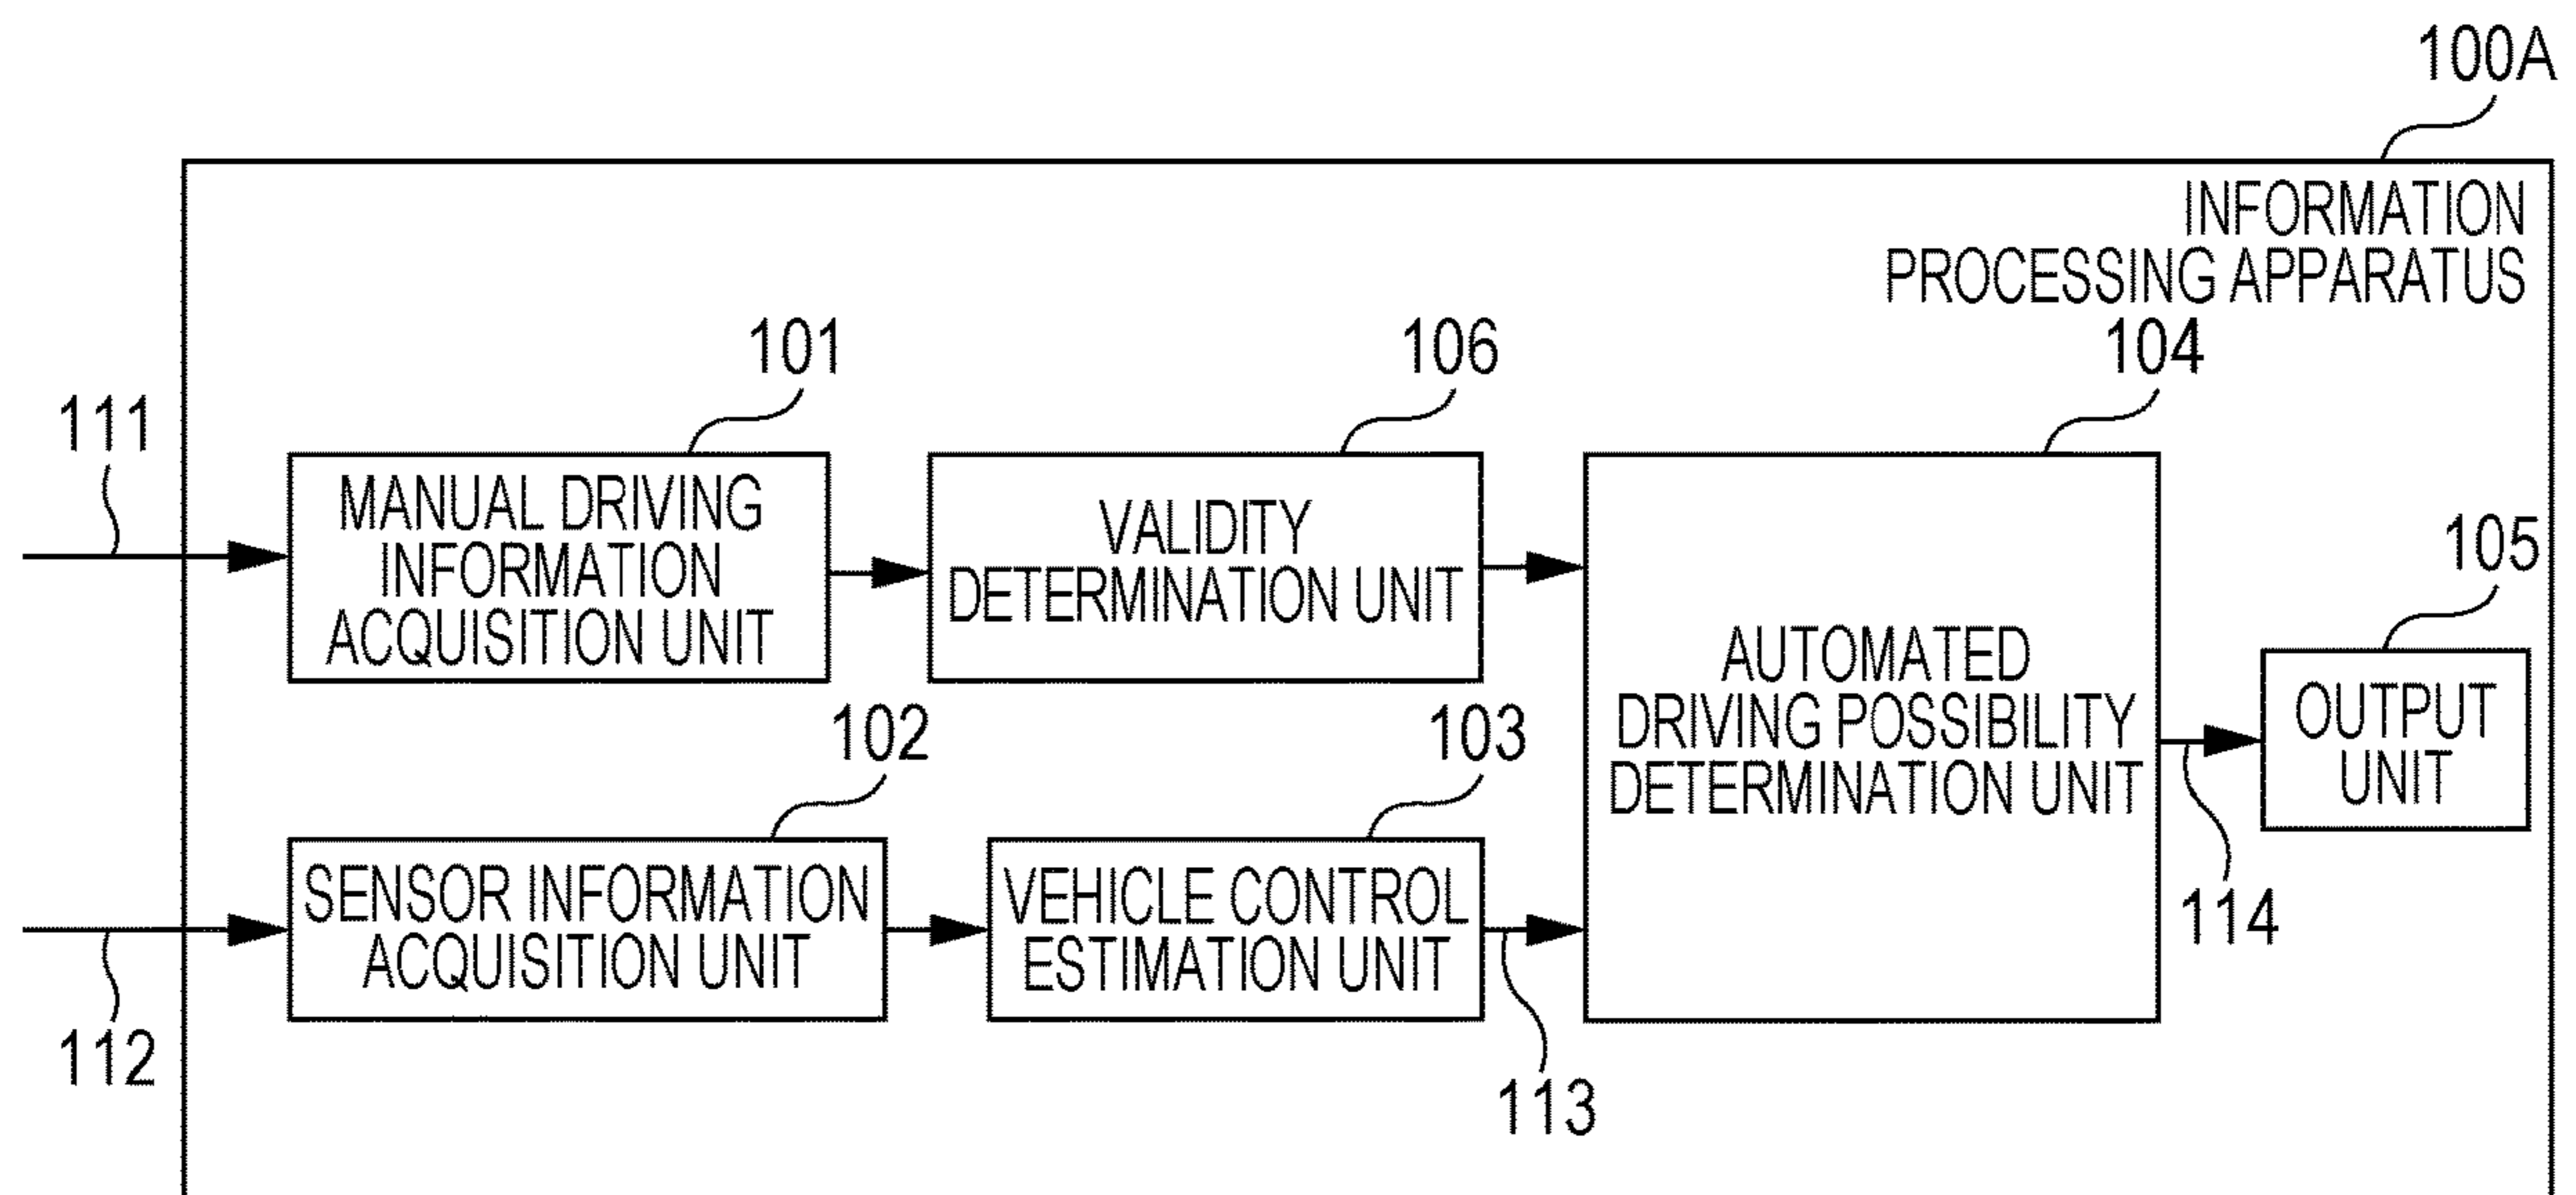 100A
INFORMATION
PROCESSING APPARATUS
101
106
104
111
MANUAL DRIVING
INFORMATION
ACQUISITION UNIT
VALIDITY
DETERMINATION UNIT
AUTOMATED
DRIVING POSSIBILITY
DETERMINATION UNIT
105
OUTPUT
UNIT
102
103
SENSOR INFORMATION
ACQUISITION UNIT
VEHICLE CONTROL
ESTIMATION UNIT
114
112
113